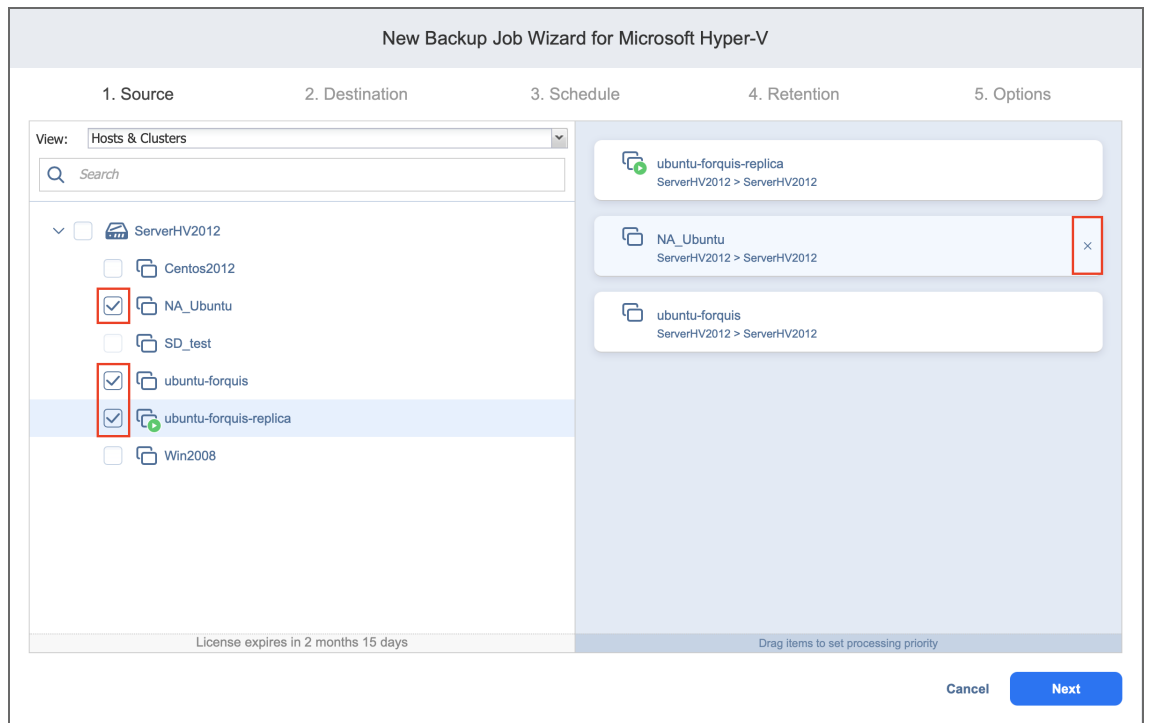 New Backup Job Wizard for Microsoft Hyper-V
1. Source
2. Destination
3. Schedule
4. Retention
5. Options
View: Hosts & Clusters
Search
ServerHV2012
Centos2012
NA_Ubuntu
SD_test
ubuntu-forquis
ubuntu-forquis-replica
Win2008
License expires in 2 months 15 days
ubuntu-forquis-replica
ServerHV2012 > ServerHV2012
NA_Ubuntu
ServerHV2012 > ServerHV2012
ubuntu-forquis
ServerHV2012 > ServerHV2012
Drag items to set processing priority
Cancel
Next